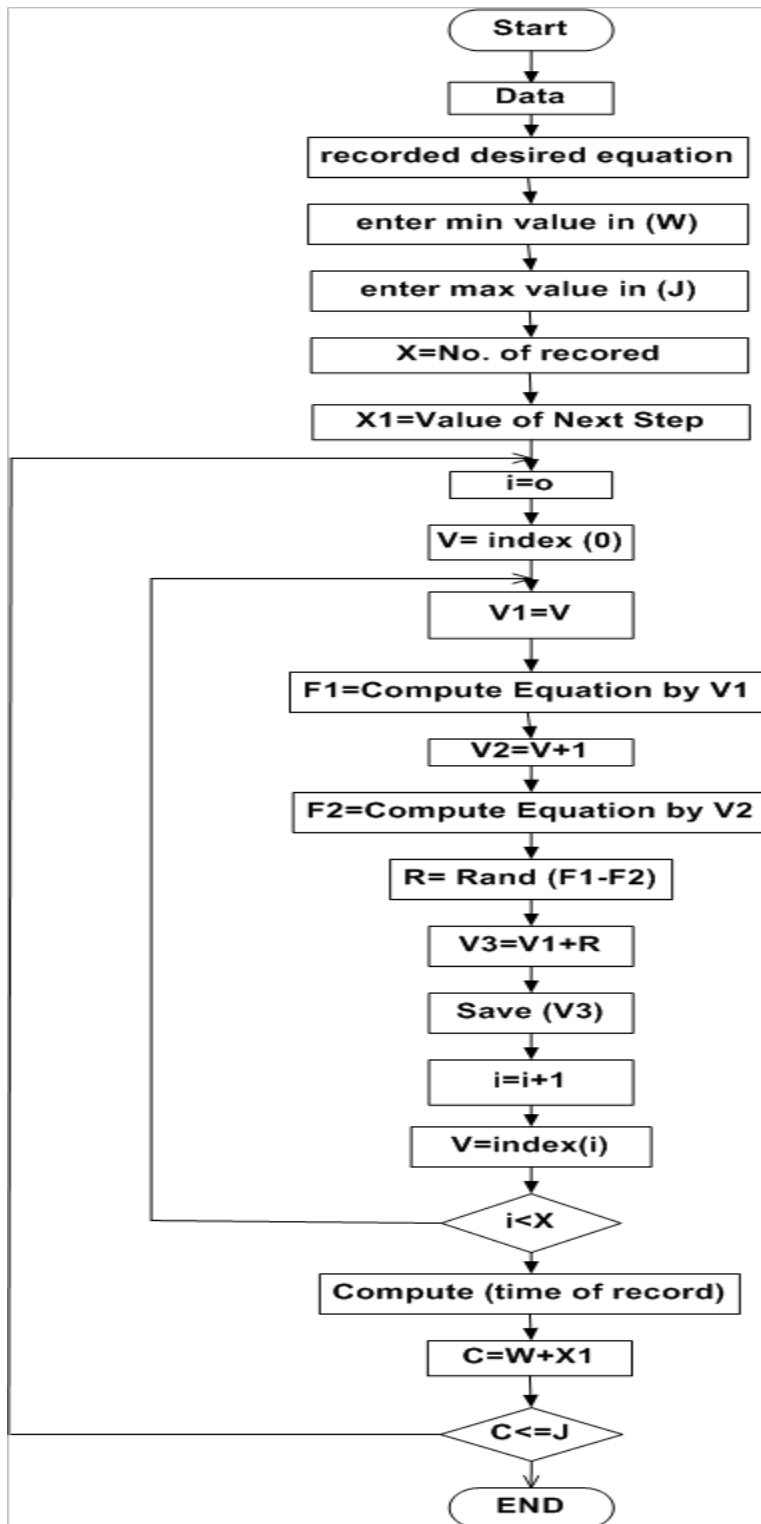 Start
Data
recorded desired equation
enter min value in (W)
enter max value in (J)
X=No. of recored
X1=Value of Next Step
i=o
V= index (0)
V1=V
F1=Compute Equation by V1
V2=V+1
F2=Compute Equation by V2
R= Rand (F1-F2)
V3=V1+R
Save (V3)
i=i+1
V=index(i)
i<X
Compute (time of record)
C=W+X1
C<=J
END